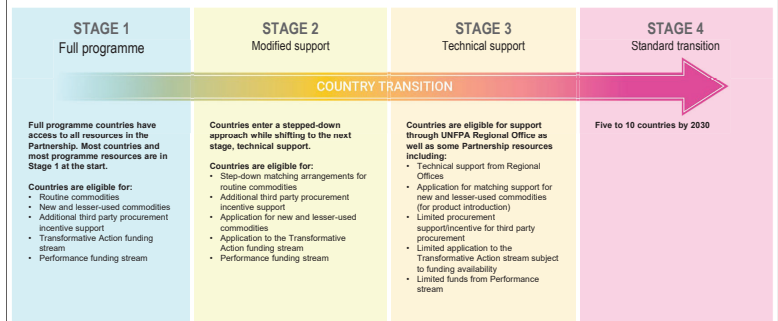 STAGE 1
Full programme
STAGE 2
Modified support
STAGE 3
Technical support
STAGE 4
Standard transition
COUNTRY TRANSITION
Full programme countries have
access to all resources in the
Partnership. Most countries and
most programme resources are in
Stage 1 at the start.
Countries are eligible for:
• Routine commodities
• New and lesser-used commodities
• Additional third party procurement
incentive support
• Transformative Action funding
stream
• Performance funding stream
Countries enter a stepped-down
approach while shifting to the next
stage, technical support.
Countries are eligible for:
• Step-down matching arrangements for
routine commodities
• Additional third party procurement
incentive support
• Application for new and lesser-used
commodities
• Application to the Transformative
Action funding stream
• Performance funding stream
Countries are eligible for support
through UNFPA Regional Office as
well as some Partnership resources
including:
• Technical support from Regional
Offices
• Application for matching support for
new and lesser-used commodities
(for product introduction)
• Limited procurement
support/incentive for third party
procurement
• Limited application to the
Transformative Action stream subject
to funding availability
• Limited funds from Performance
stream
Five to 10 countries by 2030